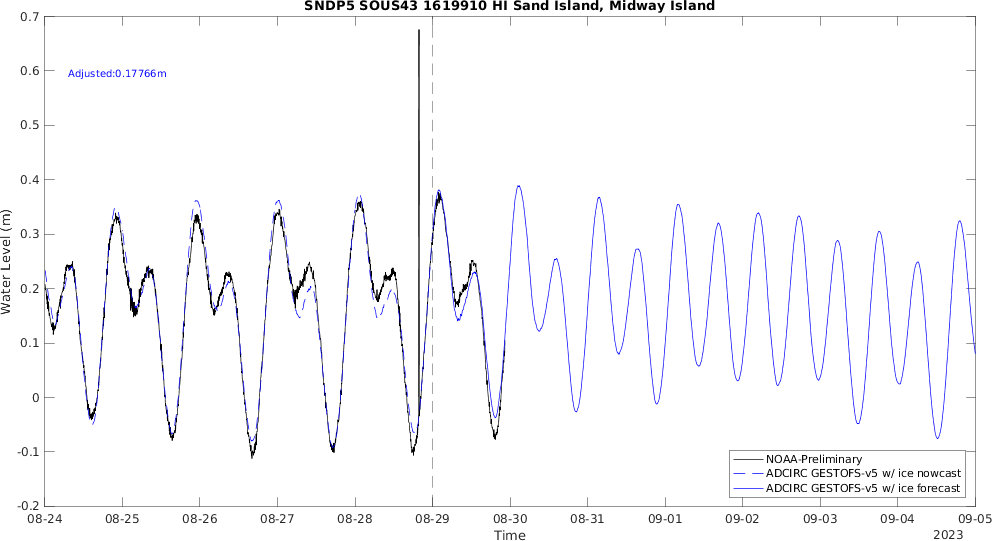 SNDP5 SOUS43 1619910 HI Sand Island, Midway Island
0.7
0.6
0.5
0.4
0.3
0.2
0.1
0
-0.1
-0.2
Water Level (m)
Adjusted:0.17766m
NOAA-Preliminary
ADCIRC GESTOFS-v5 w/ ice nowcast
ADCIRC GESTOFS-v5 w/ ice forecast
08-24 08-25 08-26 08-27 08-28 08-29 08-30 08-31 09-01 09-02 09-03 09-04 09-05
Time
2023